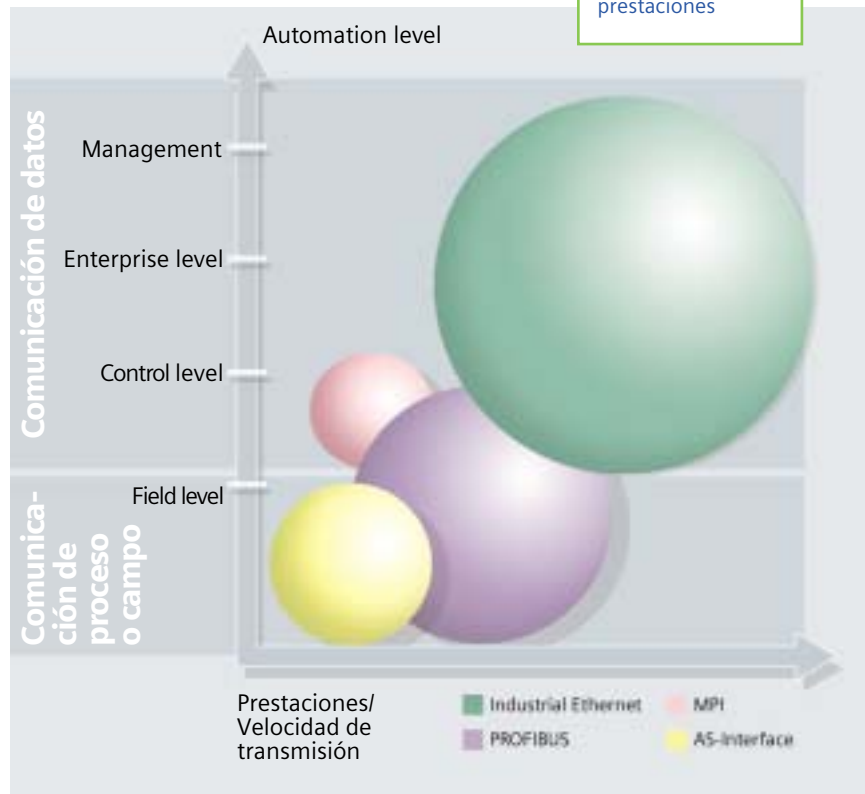 prestaciones
Automation level
Comunicación de datos
Management
Enterprise level
Control level
Field level
Comunica-
ción de
proceso
o campo
Prestaciones/
Velocidad de
transmisión
Industrial Ethernet
MPI
PROFIBUS
AS-Interface